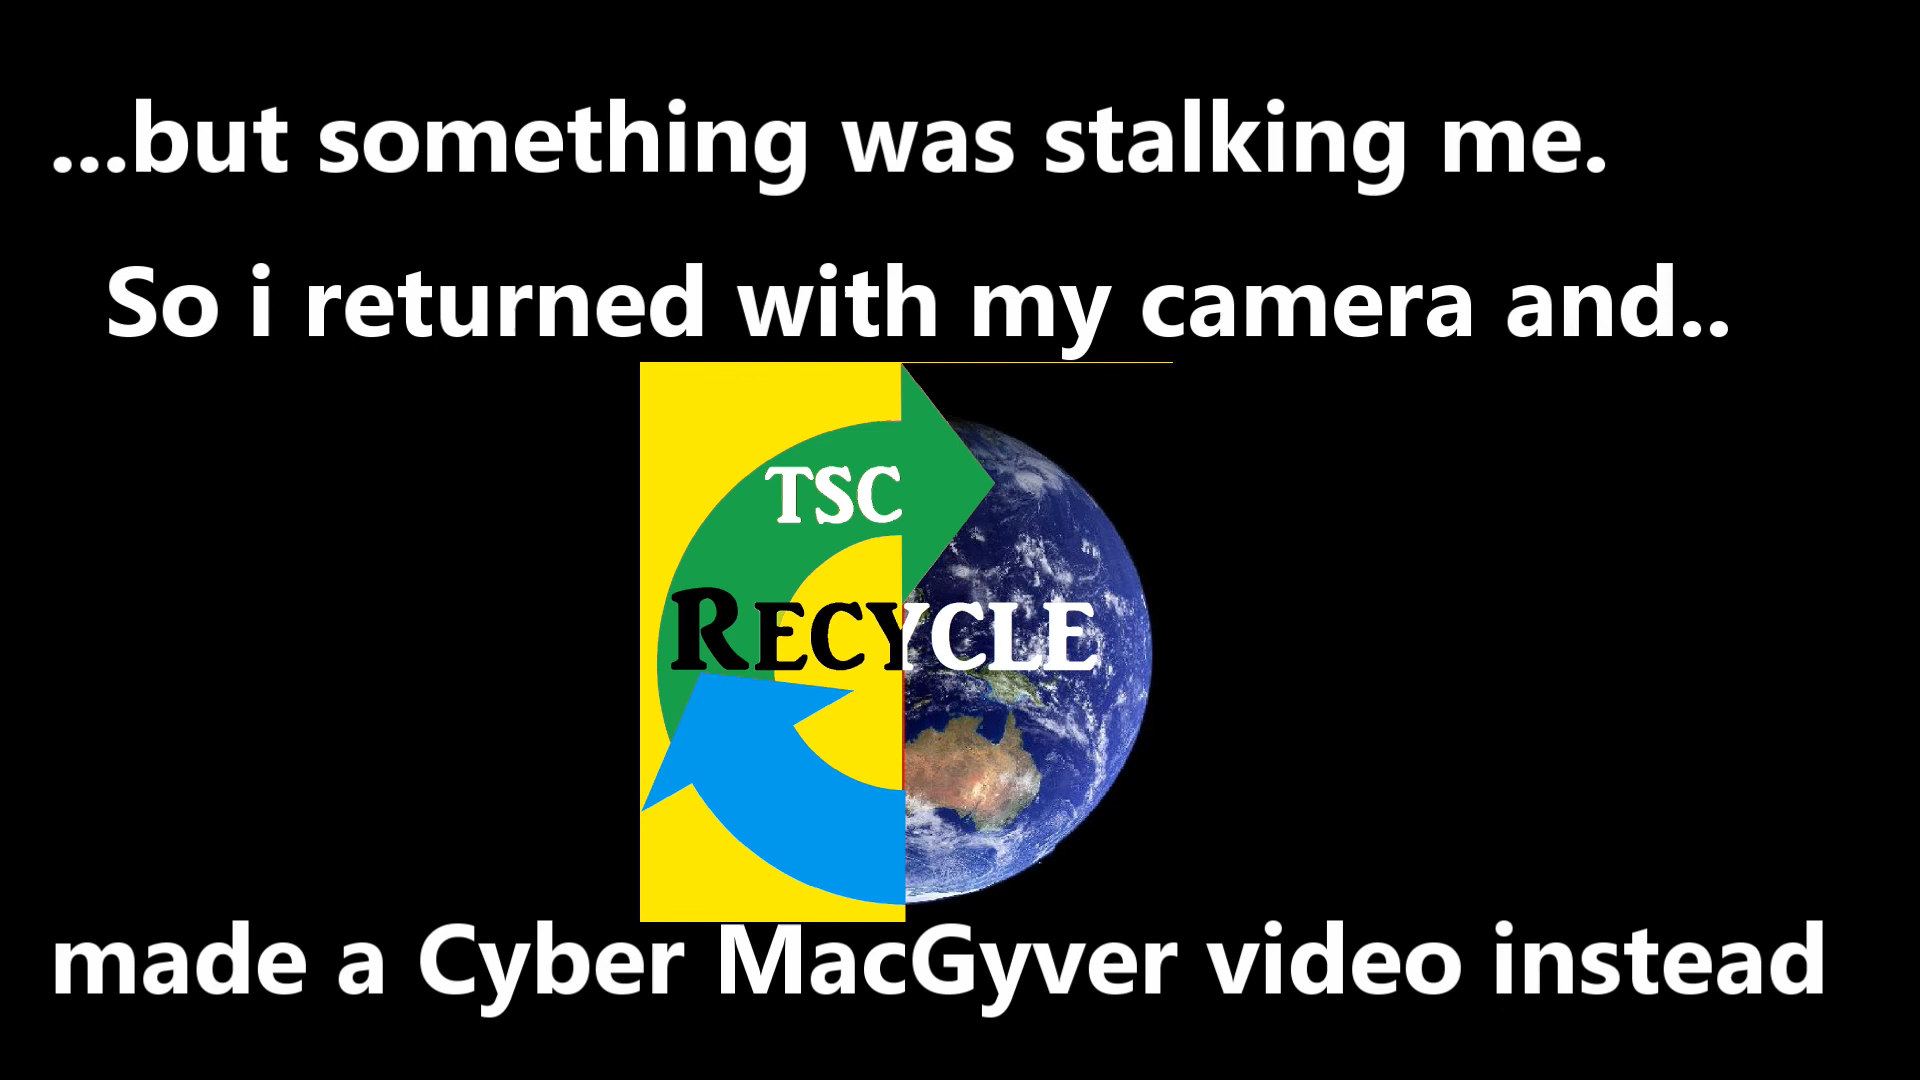 ...but something was stalking me.
So i returned with my camera and..
TSC
RECYCLE
made a Cyber MacGyver video instead